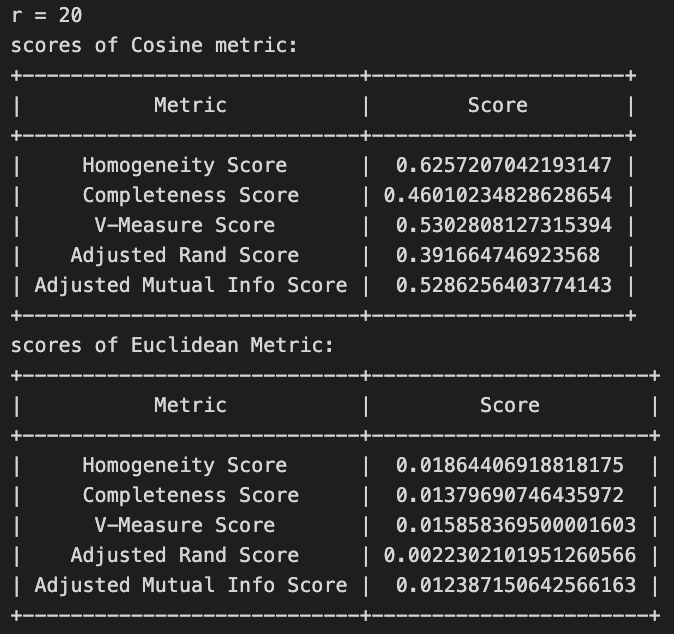 r = 20
scores of Cosine metric:
+----------------------------+---------------------+
|           Metric           |        Score        |
+----------------------------+---------------------+
|     Homogeneity Score      |  0.6257207042193147 |
|     Completeness Score     | 0.46010234828628654 |
|      V-Measure Score       |  0.5302808127315394 |
|    Adjusted Rand Score     |  0.391664746923568  |
| Adjusted Mutual Info Score |  0.5286256403774143 |
+----------------------------+---------------------+
scores of Euclidean Metric:
+----------------------------+-----------------------+
|           Metric           |         Score         |
+----------------------------+-----------------------+
|     Homogeneity Score      |  0.01864406918818175  |
|     Completeness Score     |  0.01379690746435972  |
|      V-Measure Score       |  0.015858369500001603 |
|    Adjusted Rand Score     | 0.0022302101951260566 |
| Adjusted Mutual Info Score |  0.012387150642566163 |
+----------------------------+-----------------------+